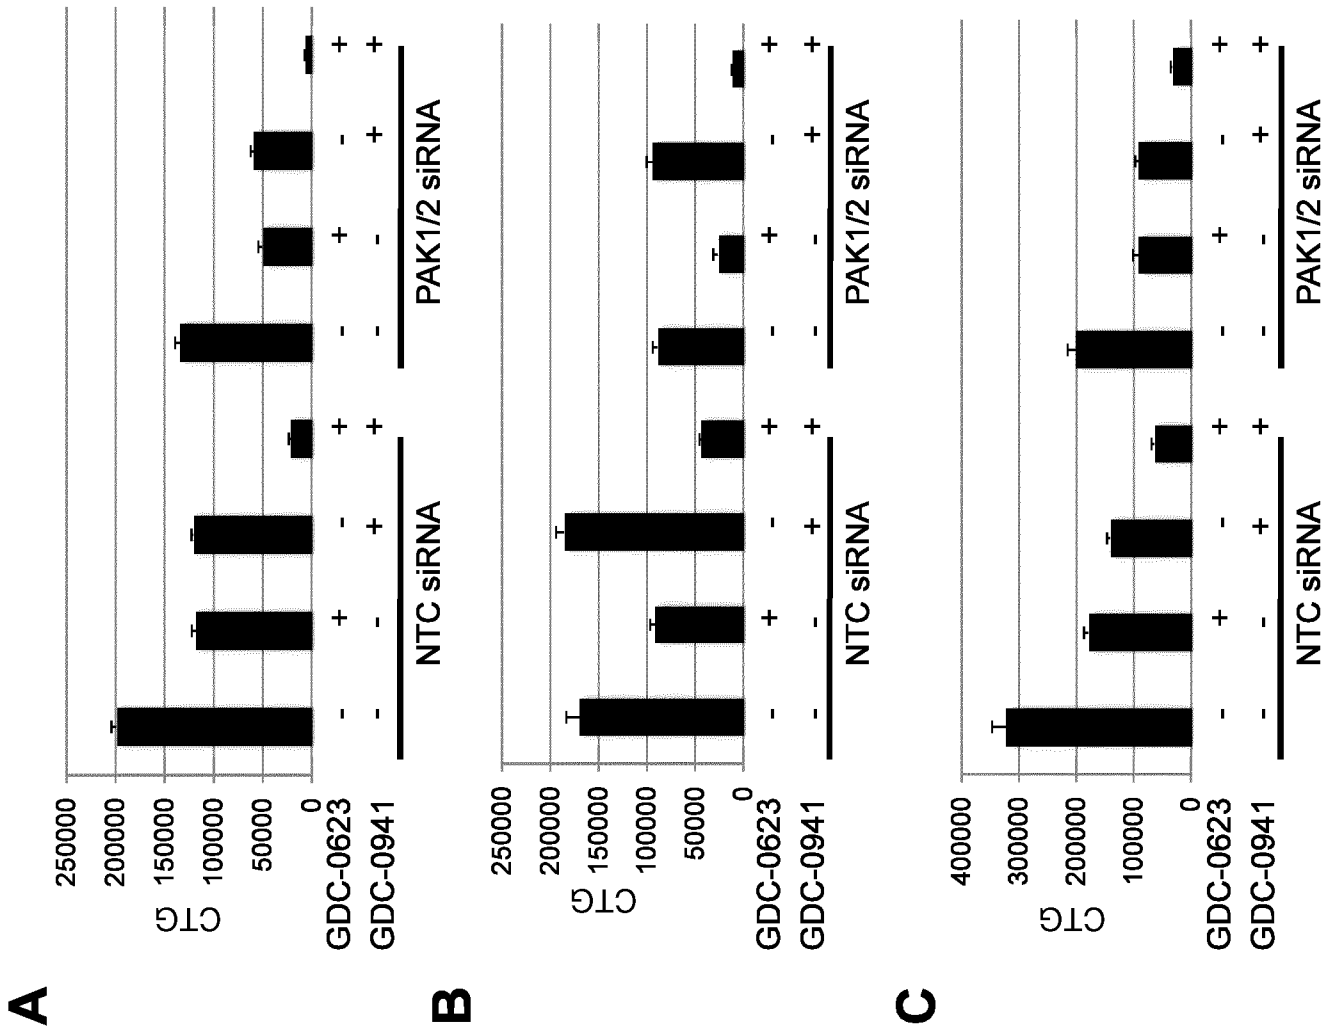 A
CTG
250000
200000
150000
100000
50000
0
GDC-0623 - + - + - + - +
GDC-0941 - - + + - - + +
NTC siRNA PAK1/2 siRNA
B
CTG
250000
200000
150000
100000
50000
0
GDC-0623 - + - + - + - +
GDC-0941 - - + + - - + +
NTC siRNA PAK1/2 siRNA
C
CTG
400000
300000
200000
100000
0
GDC-0623 - + - + - + - +
GDC-0941 - - + + - - + +
NTC siRNA PAK1/2 siRNA